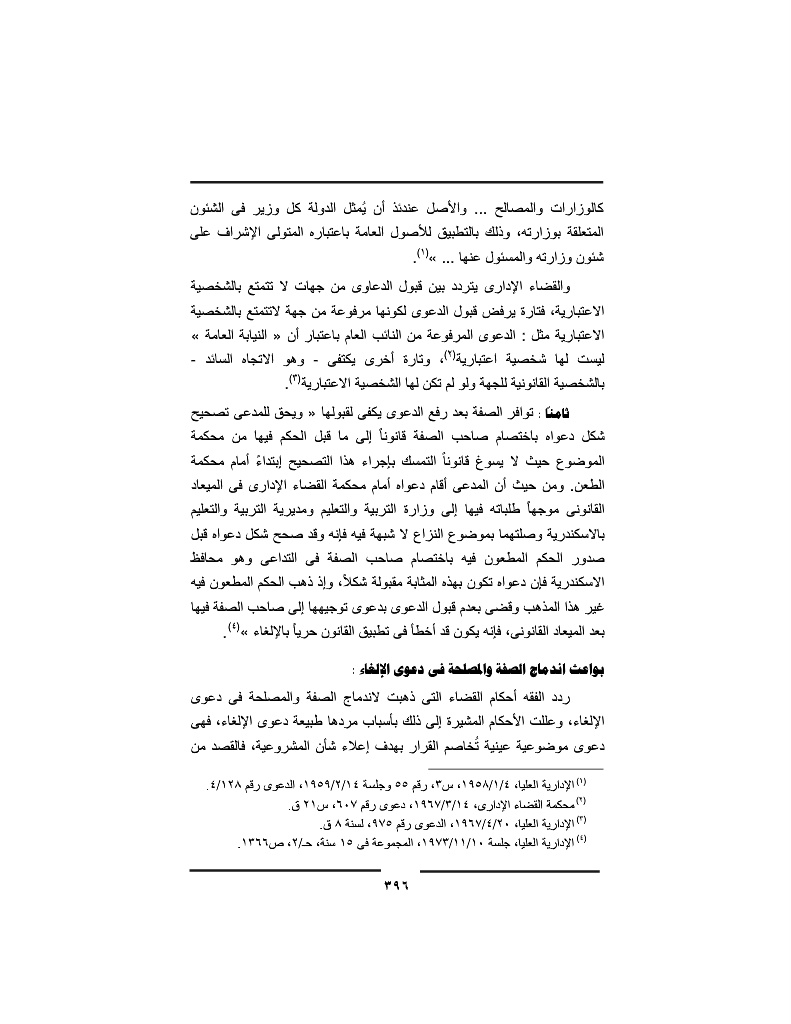 كالوزارات والمصالح ... والأصل عندئذ أن يُمثل الدولة كل وزير فى الشئون
المتعلقة بوزارته، وذلك بالتطبيق للأصول العامة باعتباره المتولى الإشراف على
شئون وزارته والمسئول عنها ... »(١).
والقضاء الإدارى يتردد بين قبول الدعاوى من جهات لا تتمتع بالشخصية
الاعتبارية، فتارة يرفض قبول الدعوى لكونها مرفوعة من جهة لاتتمتع بالشخصية
الاعتبارية مثل : الدعوى المرفوعة من النائب العام باعتبار أن « النيابة العامة »
ليست لها شخصية اعتبارية(٢)، وتارة أخرى يكتفى - وهو الاتجاه السائد -
بالشخصية القانونية للجهة ولو لم تكن لها الشخصية الاعتبارية(٣).
ثامناً : توافر الصفة بعد رفع الدعوى يكفى لقبولها « ويحق للمدعى تصحيح
شكل دعواه باختصام صاحب الصفة قانوناً إلى ما قبل الحكم فيها من محكمة
الموضوع حيث لا يسوغ قانوناً التمسك بإجراء هذا التصحيح إبتداءً أمام محكمة
الطعن. ومن حيث أن المدعى أقام دعواه أمام محكمة القضاء الإدارى فى الميعاد
القانونى موجهاً طلباته فيها إلى وزارة التربية والتعليم ومديرية التربية والتعليم
بالاسكندرية وصلتهما بموضوع النزاع لا شبهة فيه فإنه وقد صحح شكل دعواه قبل
صدور الحكم المطعون فيه باختصام صاحب الصفة فى التداعى وهو محافظ
الاسكندرية فإن دعواه تكون بهذه المثابة مقبولة شكلاً، وإذ ذهب الحكم المطعون فيه
غير هذا المذهب وقضى بعدم قبول الدعوى بدعوى توجيهها إلى صاحب الصفة فيها
بعد الميعاد القانونى، فإنه يكون قد أخطأ فى تطبيق القانون حرياً بالإلغاء »(٤).
بواعث اندماج الصفة والمصلحة فى دعوى الإلغاء :
ردد الفقه أحكام القضاء التى ذهبت لاندماج الصفة والمصلحة فى دعوى
الإلغاء، وعللت الأحكام المشيرة إلى ذلك بأسباب مردها طبيعة دعوى الإلغاء، فهى
دعوى موضوعية عينية تُخاصم القرار بهدف إعلاء شأن المشروعية، فالقصد من
(١) الإدارية العليا، ١٩٥٨/١/٤، س٣، رقم ٥٥ وجلسة ١٩٥٩/٢/١٤، الدعوى رقم ٤/١٢٨.
(٢) محكمة القضاء الإدارى، ١٩٦٧/٣/١٤، دعوى رقم ٦٠٧، س٢١ ق.
(٣) الإدارية العليا، ١٩٦٧/٤/٢٠، الدعوى رقم ٩٧٥، لسنة ٨ ق.
(٤) الإدارية العليا، جلسة ١٩٧٣/١١/١٠، المجموعة فى ١٥ سنة، حـ/٢، ص١٣٦٦.
٣٩٦